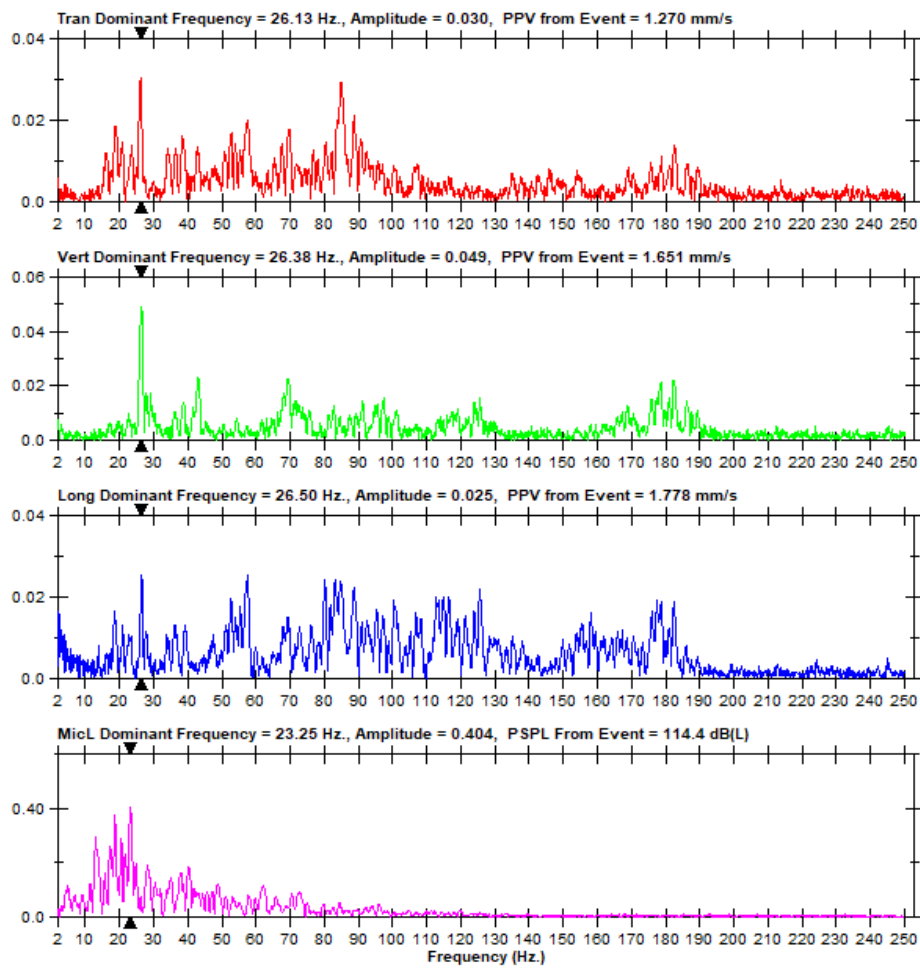 Tran Dominant Frequency = 26.13 Hz., Amplitude = 0.030, PPV from Event = 1.270 mm/s
0.04
0.02
0.0
2 10 20 30 40 50 60 70 80 90 100 110 120 130 140 150 160 170 180 190 200 210 220 230 240 250
Vert Dominant Frequency = 26.38 Hz., Amplitude = 0.049, PPV from Event = 1.651 mm/s
0.06
0.04
0.02
0.0
2 10 20 30 40 50 60 70 80 90 100 110 120 130 140 150 160 170 180 190 200 210 220 230 240 250
Long Dominant Frequency = 26.50 Hz., Amplitude = 0.025, PPV from Event = 1.778 mm/s
0.04
0.02
0.0
2 10 20 30 40 50 60 70 80 90 100 110 120 130 140 150 160 170 180 190 200 210 220 230 240 250
MicL Dominant Frequency = 23.25 Hz., Amplitude = 0.404, PSPL From Event = 114.4 dB(L)
0.40
0.0
2 10 20 30 40 50 60 70 80 90 100 110 120 130 140 150 160 170 180 190 200 210 220 230 240 250
Frequency (Hz.)